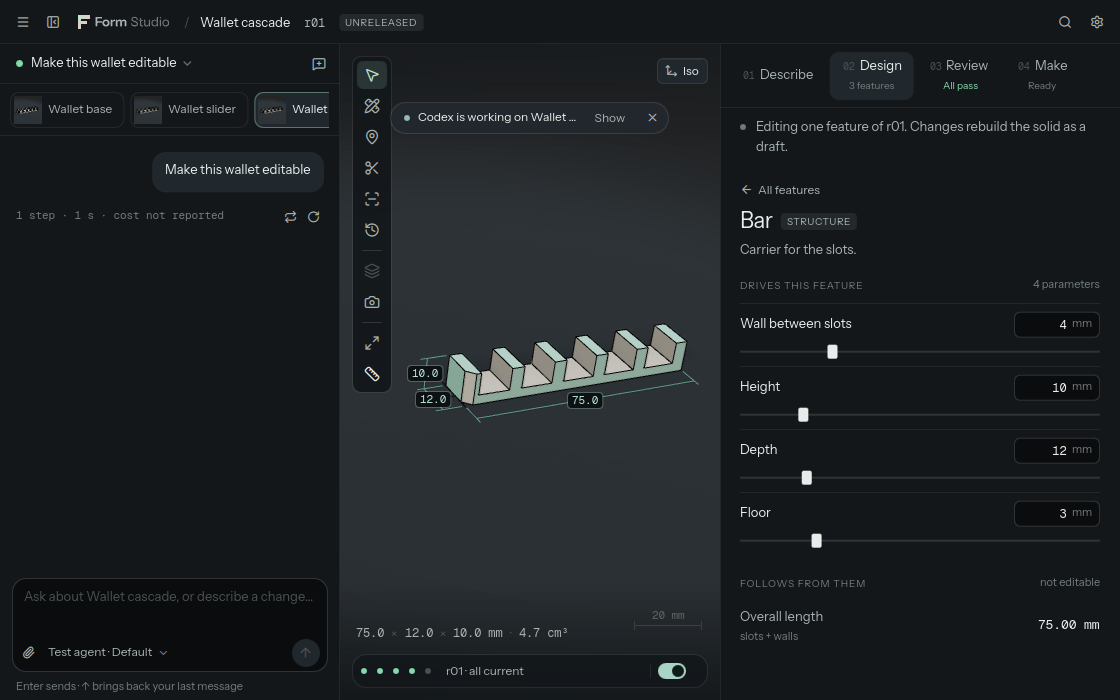 Form Studio / Wallet cascade r01 UNRELEASED
Make this wallet editable
Wallet base
Wallet slider
Wallet
Make this wallet editable
1 step · 1 s · cost not reported
Ask about Wallet cascade, or describe a change...
Test agent · Default
Enter sends · ↑ brings back your last message
Iso
Codex is working on Wallet ... Show
10.0
12.0
75.0
20 mm
75.0 × 12.0 × 10.0 mm · 4.7 cm³
r01 · all current
01 Describe
02 Design
3 features
03 Review
All pass
04 Make
Ready
Editing one feature of r01. Changes rebuild the solid as a
draft.
All features
Bar STRUCTURE
Carrier for the slots.
DRIVES THIS FEATURE 4 parameters
Wall between slots 4 mm
Height 10 mm
Depth 12 mm
Floor 3 mm
FOLLOWS FROM THEM not editable
Overall length
slots + walls
75.00 mm